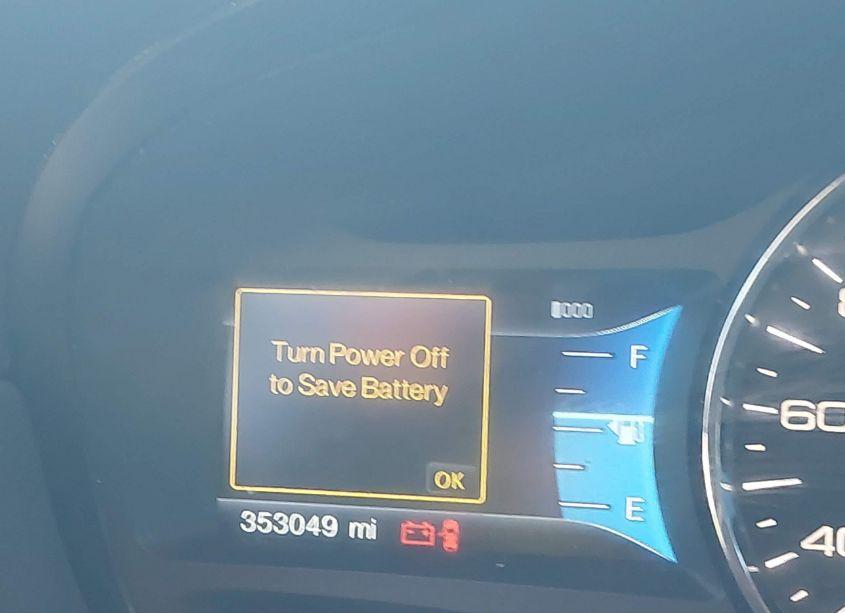 Turn Power Off
to Save Battery
OK
353049 mi
F
E
60
40